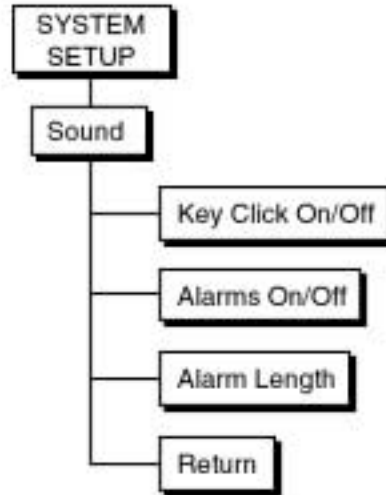 SYSTEM
SETUP
Sound
Key Click On/Off
Alarms On/Off
Alarm Length
Return